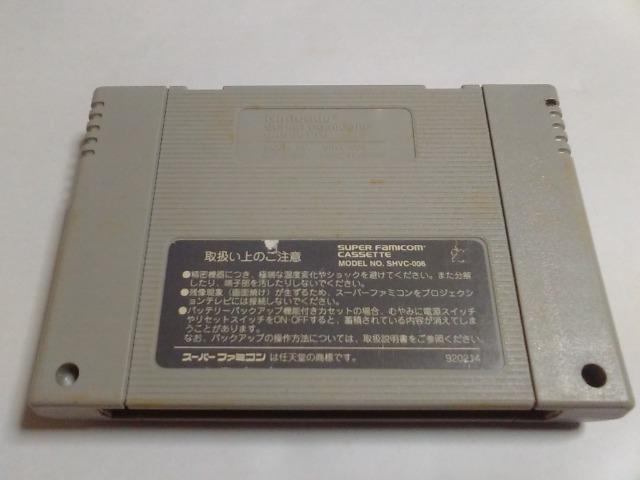 Nintendo®
取扱い上のご注意
SUPER FAMICOM
CASSETTE
MODEL NO. SHVC-006
●精密機器につき、極端な温度変化やショックを避けてください。また分解
したり、端子部を汚したりしないでください。
●残像現象(画面焼け)が生ずるため、スーパーファミコンをプロジェクシ
ョンテレビには接続しないでください。
●バッテリーバックアップ機能付きカセットの場合、むやみに電源スイッチ
やリセットスイッチをON・OFFすると、蓄積されている内容が消えてしま
うことがあります。
なお、バックアップの操作方法については、取扱説明書をご参照ください。
スーパーファミコン は任天堂の商標です。
920214